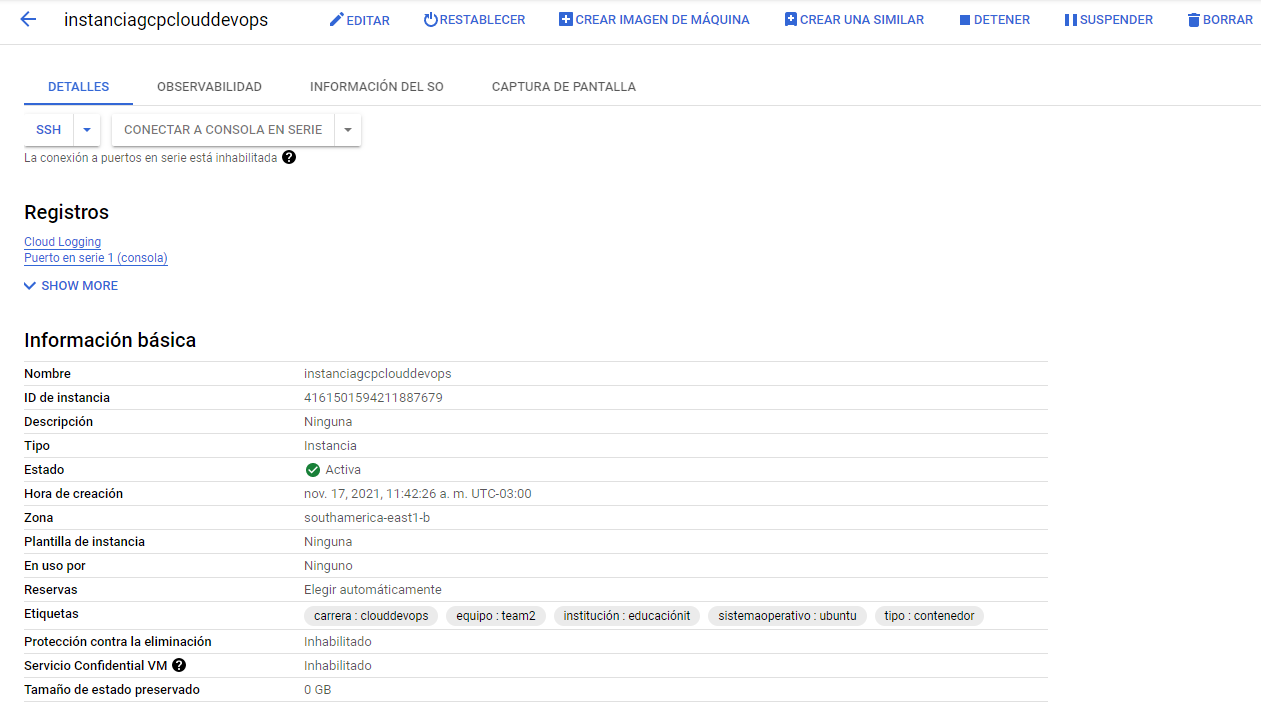 instanciagcpclouddevops EDITAR RESTABLECER CREAR IMAGEN DE MÁQUINA CREAR UNA SIMILAR DETENER SUSPENDER BORRAR
DETALLES OBSERVABILIDAD INFORMACIÓN DEL SO CAPTURA DE PANTALLA
SSH CONECTAR A CONSOLA EN SERIE
La conexión a puertos en serie está inhabilitada ?
Registros
Cloud Logging
Puerto en serie 1 (consola)
SHOW MORE
Información básica
Nombre instanciagcpclouddevops
ID de instancia 4161501594211887679
Descripción Ninguna
Tipo Instancia
Estado Activa
Hora de creación nov. 17, 2021, 11:42:26 a. m. UTC-03:00
Zona southamerica-east1-b
Plantilla de instancia Ninguna
En uso por Ninguno
Reservas Elegir automáticamente
Etiquetas carrera : clouddevops equipo : team2 institución : educaciónit sistemaoperativo : ubuntu tipo : contenedor
Protección contra la eliminación Inhabilitado
Servicio Confidential VM ? Inhabilitado
Tamaño de estado preservado 0 GB